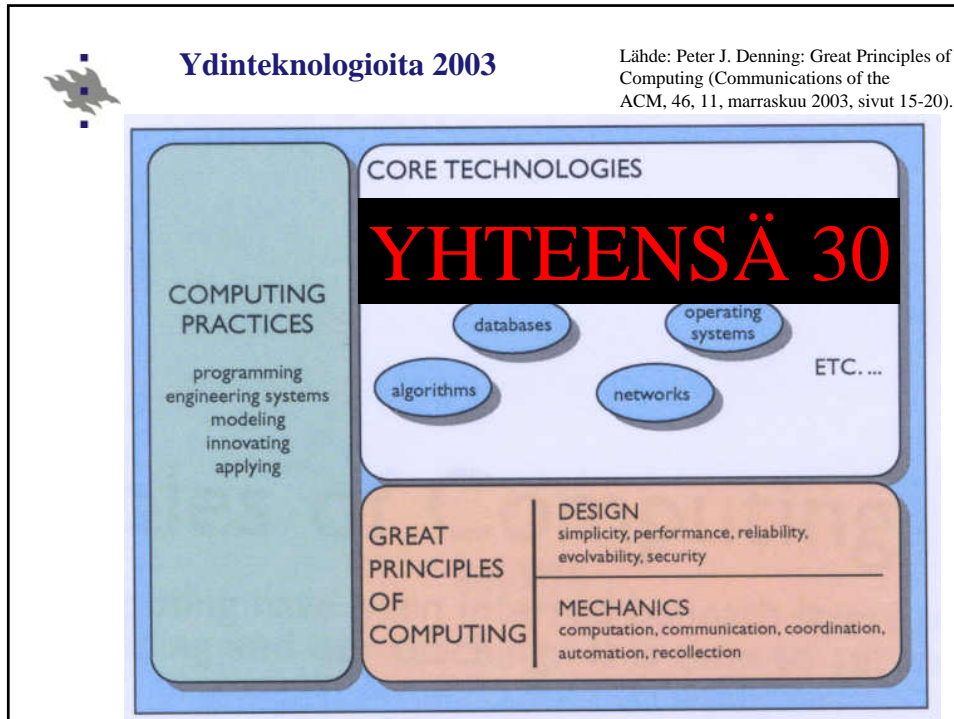 Ydinteknologioita 2003
Lähde: Peter J. Denning: Great Principles of
Computing (Communications of the
ACM, 46, 11, marraskuu 2003, sivut 15-20).
COMPUTING
PRACTICES
programming
engineering systems
modeling
innovating
applying
CORE TECHNOLOGIES
YHTEENSÄ 30
databases
operating
systems
algorithms
networks
ETC. ...
GREAT
PRINCIPLES
OF
COMPUTING
DESIGN
simplicity, performance, reliability,
evolvability, security
MECHANICS
computation, communication, coordination,
automation, recollection